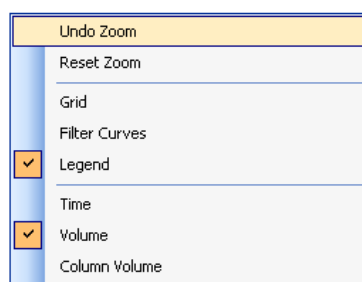 Undo Zoom
Reset Zoom
Grid
Filter Curves
Legend
Time
Volume
Column Volume